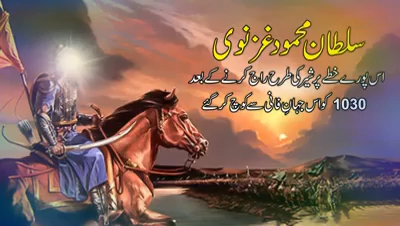 سلطان محمود غزنوی
اس پورے خطے پر شیر کی طرح راج کرنے کے بعد
1030 کو اس جہانِ فانی سے کوچ کر گئے